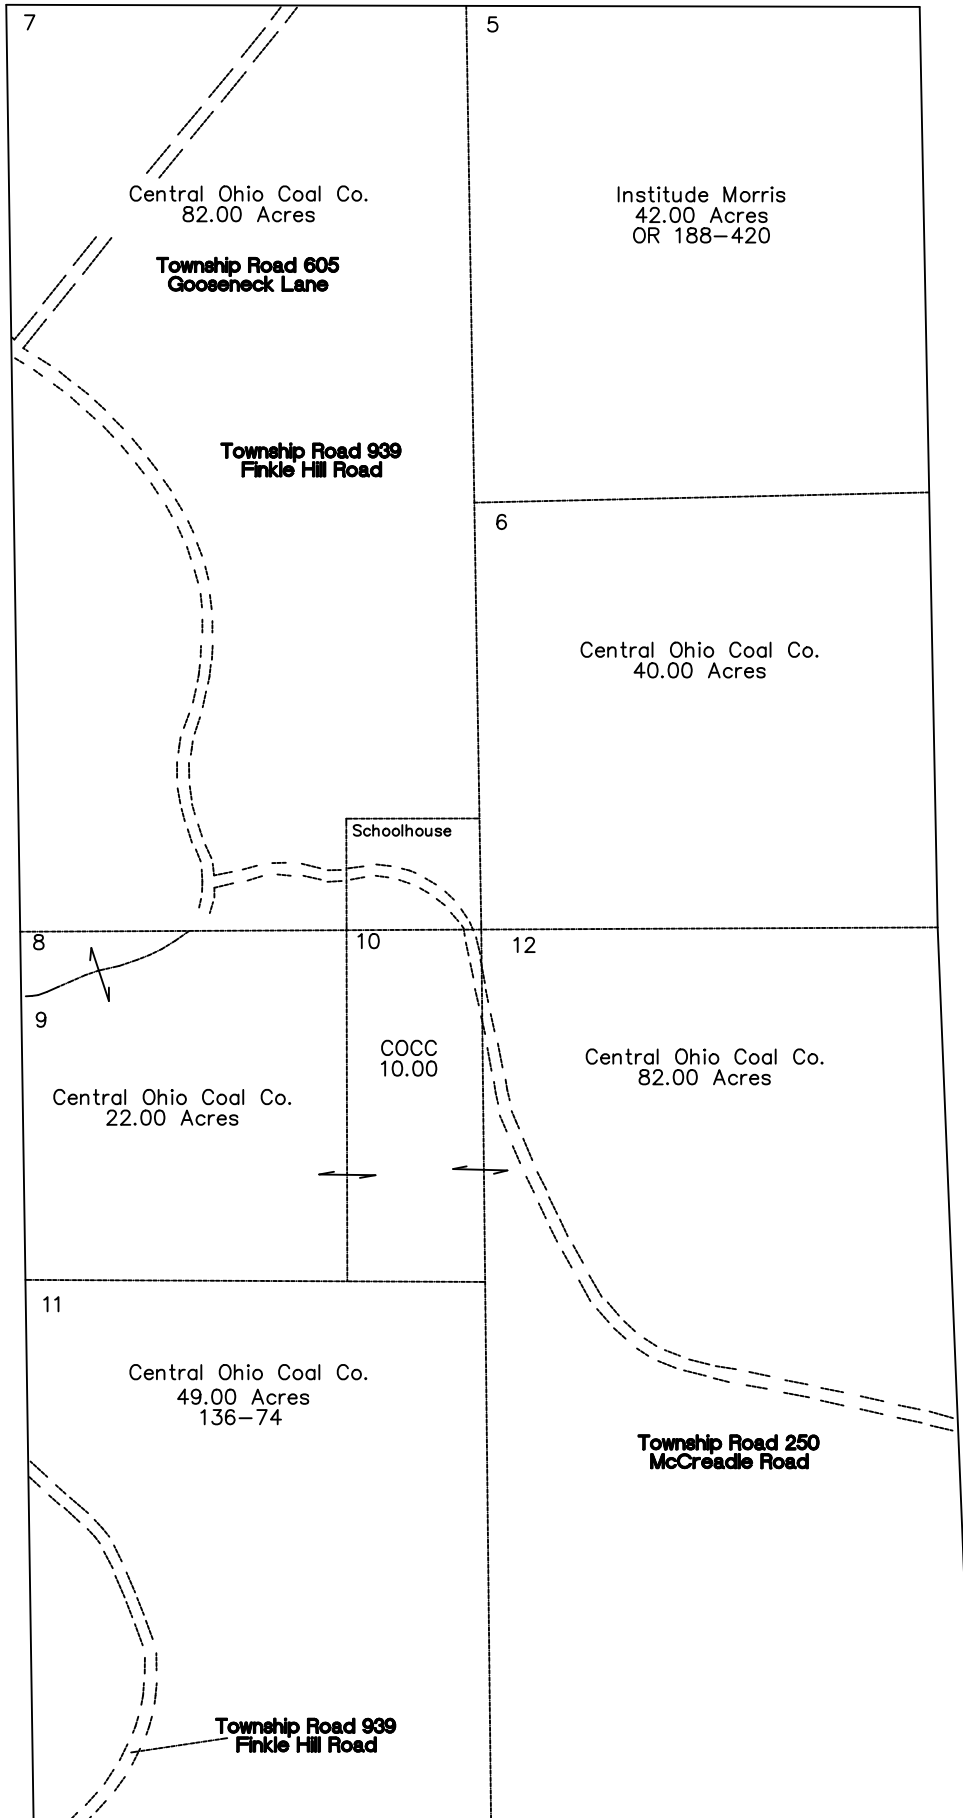 7
5
Central Ohio Coal Co.
82.00 Acres
Institude Morris
42.00 Acres
OR 188-420
Township Road 605
Gooseneck Lane
Township Road 939
Finkle Hill Road
6
Central Ohio Coal Co.
40.00 Acres
Schoolhouse
8
10
12
9
COCC
10.00
Central Ohio Coal Co.
82.00 Acres
Central Ohio Coal Co.
22.00 Acres
11
Central Ohio Coal Co.
49.00 Acres
136-74
Township Road 250
McCreadie Road
Township Road 939
Finkle Hill Road